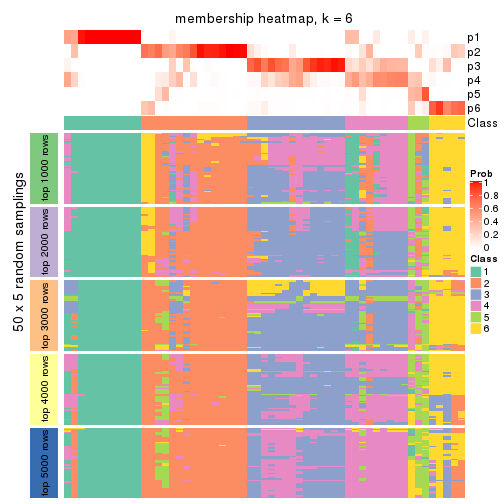 membership heatmap, k = 6
p1
p2
p3
p4
p5
p6
Class
50 x 5 random samplings
top 1000 rows
top 2000 rows
top 3000 rows
top 4000 rows
top 5000 rows
Prob
1
0.8
0.6
0.4
0.2
0
Class
1
2
3
4
5
6